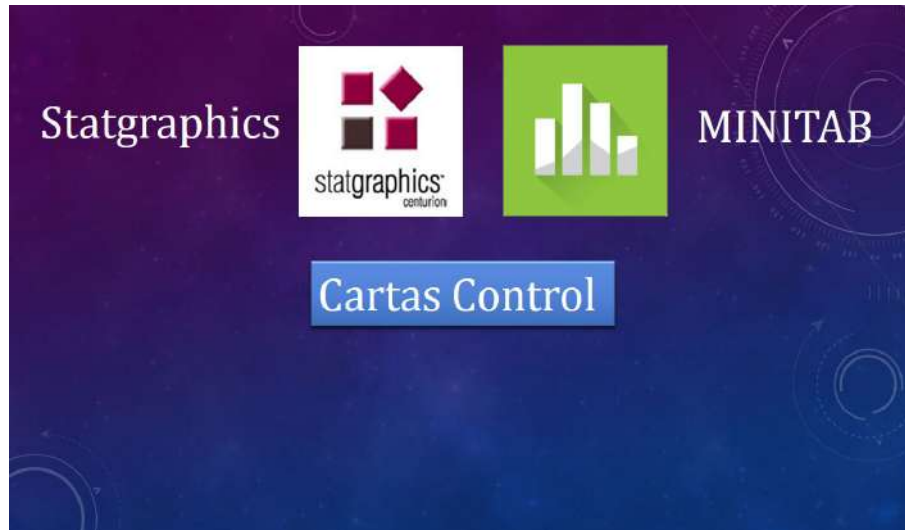 Statgraphics
statgraphics
centurion
MINITAB
Cartas Control